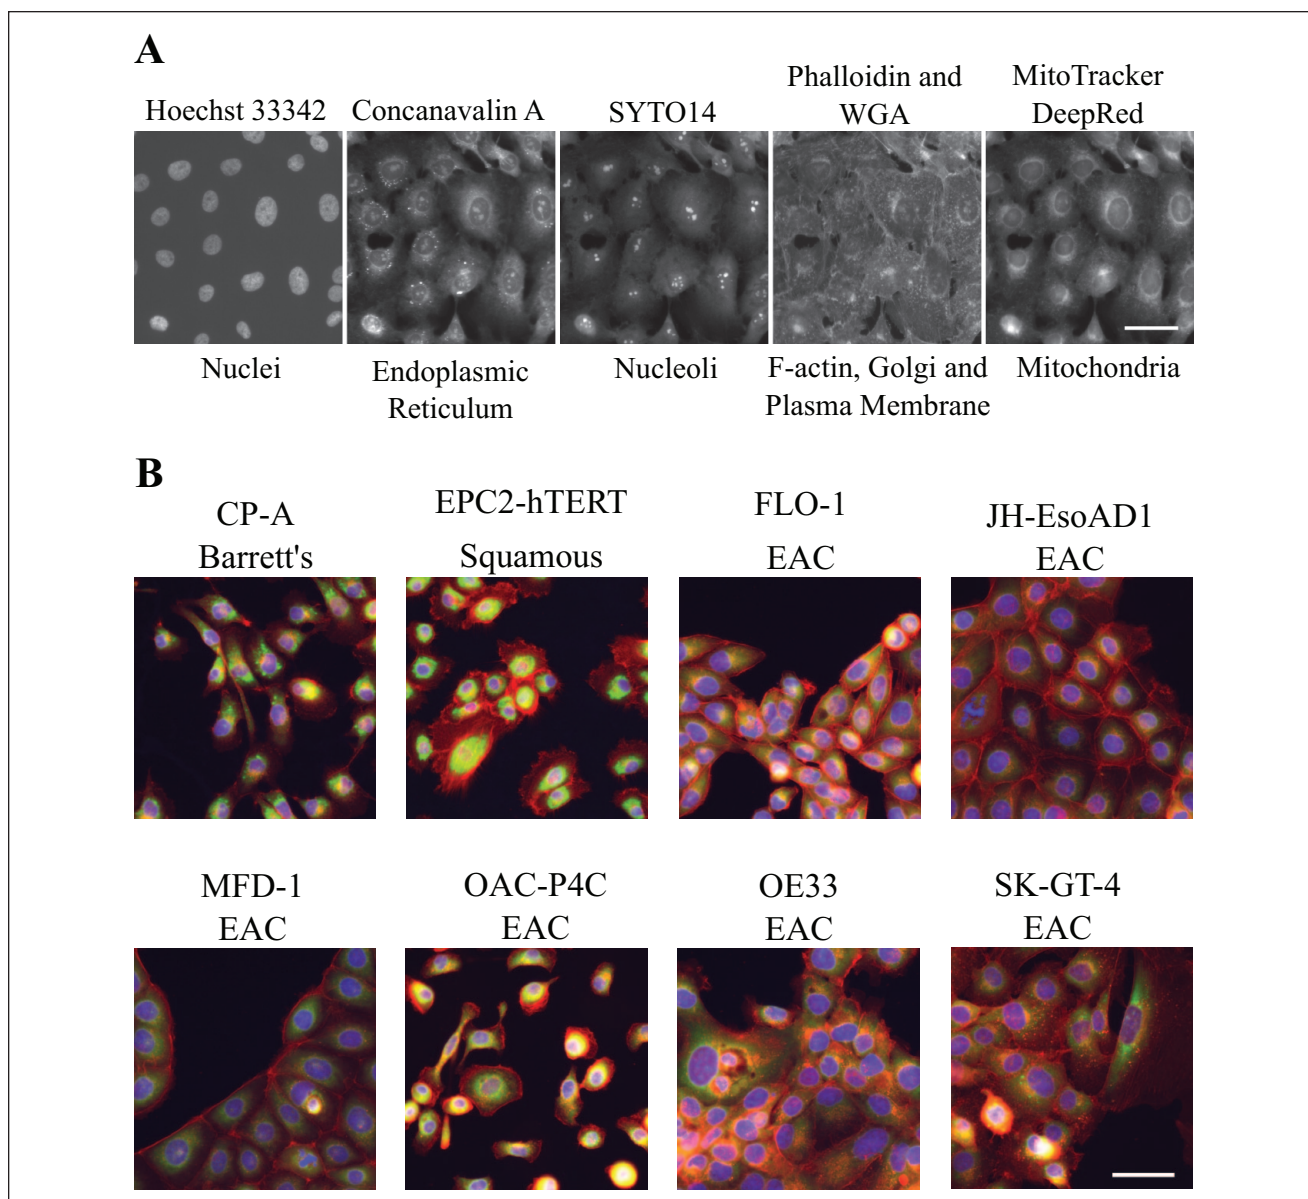 A
Hoechst 33342
Concanavalin A
SYTO14
Phalloidin and
WGA
MitoTracker
DeepRed
Nuclei
Endoplasmic
Reticulum
Nucleoli
F-actin, Golgi and
Plasma Membrane
Mitochondria
B
CP-A
Barrett's
EPC2-hTERT
Squamous
FLO-1
EAC
JH-EsoAD1
EAC
MFD-1
EAC
OAC-P4C
EAC
OE33
EAC
SK-GT-4
EAC